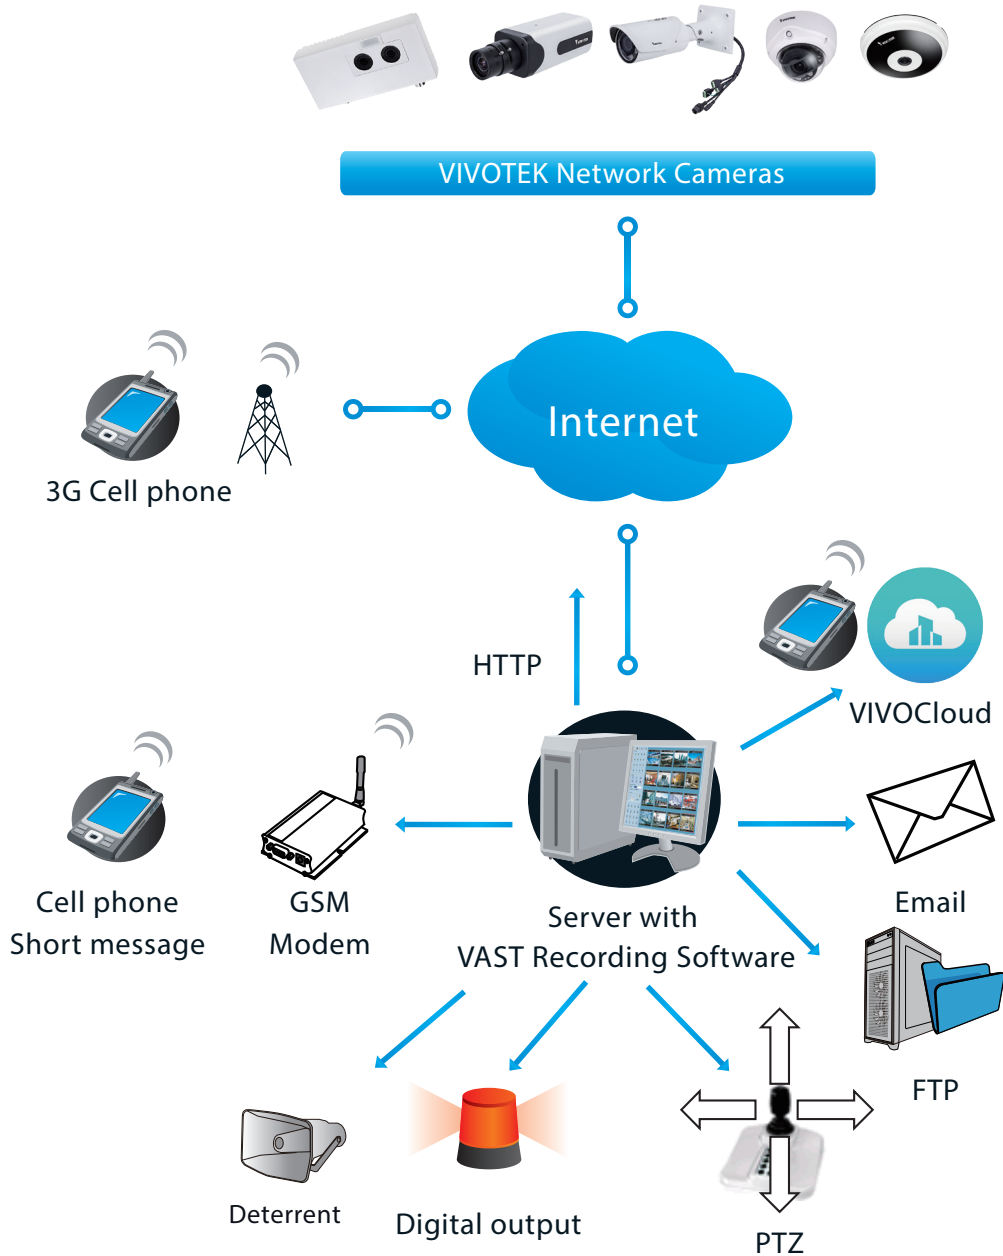 VIVOTEK Network Cameras
Internet
3G Cell phone
HTTP
VIVOCloud
Cell phone
Short message
GSM
Modem
Server with
VAST Recording Software
Email
FTP
Deterrent
Digital output
PTZ